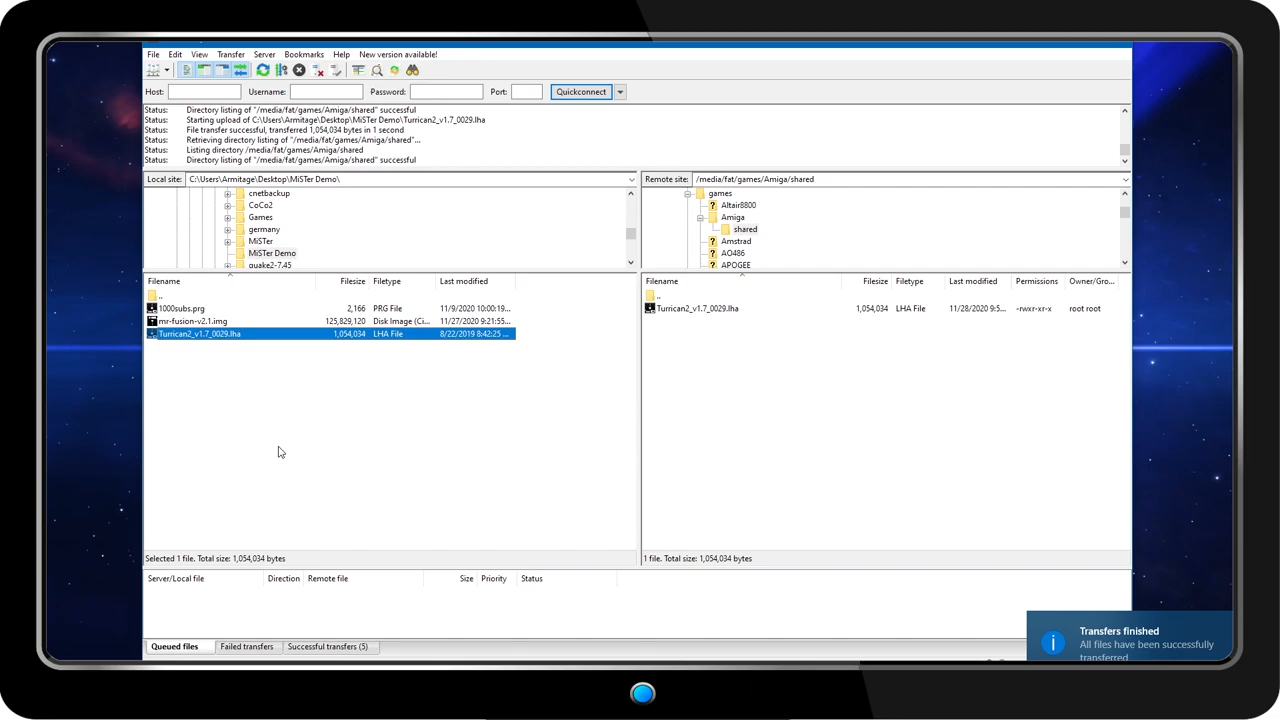 File Edit View Transfer Server Bookmarks Help New version available!
Host: Username: Password: Port: Quickconnect
Status: Directory listing of "/media/fat/games/Amiga/shared" successful
Status: Starting upload of C:\Users\Armitage\Desktop\MiSTer Demo\Turrican2_v1.7_0029.lha
Status: File transfer successful, transferred 1,054,034 bytes in 1 second
Status: Retrieving directory listing of "/media/fat/games/Amiga/shared"...
Status: Listing directory /media/fat/games/Amiga/shared
Status: Directory listing of "/media/fat/games/Amiga/shared" successful
Local site: C:\Users\Armitage\Desktop\MiSTer Demo\
cnetbackup
CoCo2
Games
germany
MiSTer
MiSTer Demo
quake2-7.45
Remote site: /media/fat/games/Amiga/shared
games
Altair8800
Amiga
shared
Amstrad
AO486
APOGEE
Filename Filesize Filetype Last modified
..
1000subs.prg 2,166 PRG File 11/9/2020 10:00:19...
mr-fusion-v2.1.img 125,829,120 Disc Image (Ci... 11/27/2020 9:21:55...
Turrican2_v1.7_0029.lha 1,054,034 LHA File 8/22/2019 8:42:25 ...
Selected 1 file. Total size: 1,054,034 bytes
Filename Filesize Filetype Last modified Permissions Owner/Gro...
..
Turrican2_v1.7_0029.lha 1,054,034 LHA File 11/28/2020 9:5... -rwxr-xr-x root root
1 file. Total size: 1,054,034 bytes
Server/Local file Direction Remote file Size Priority Status
Queued files Failed transfers Successful transfers (5)
Transfers finished
All files have been successfully
transferred